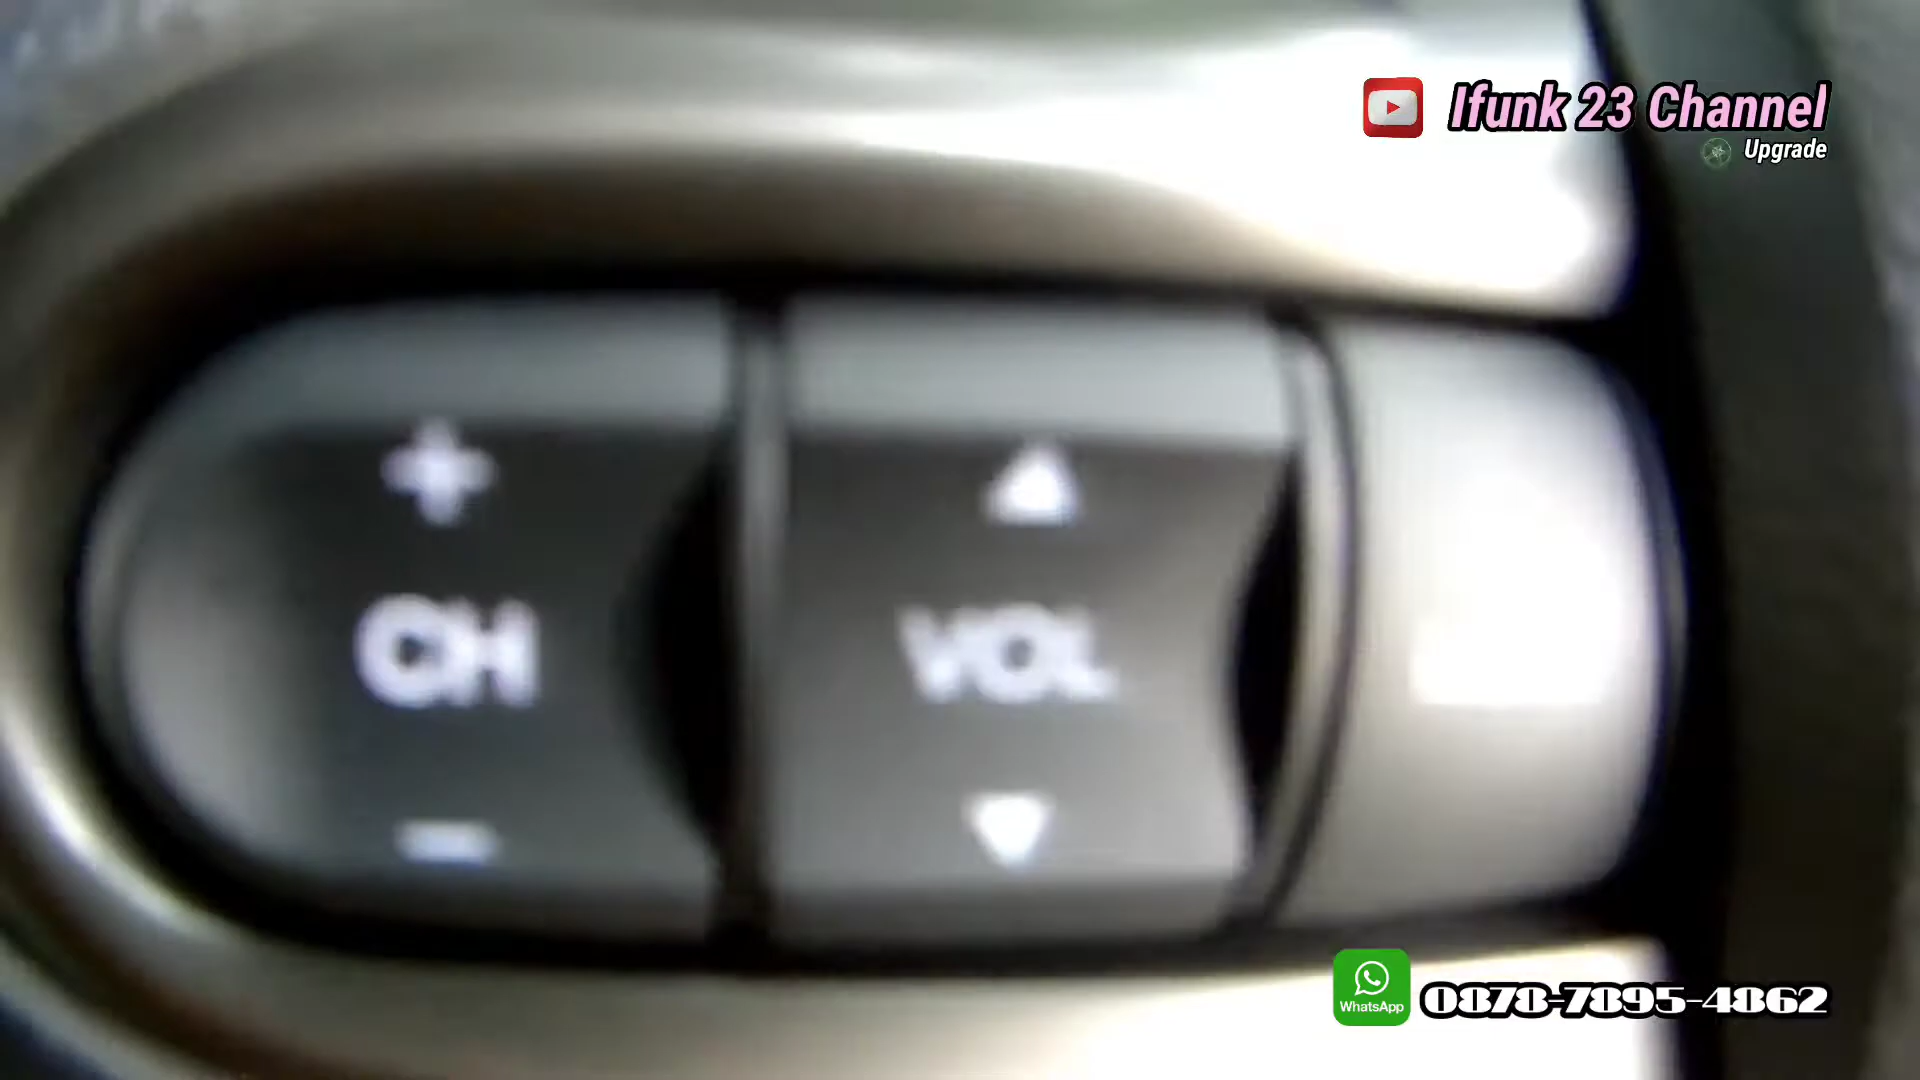 Ifunk 23 Channel
Upgrade
+
CH
-
VOL
WhatsApp
0878-7895-4862